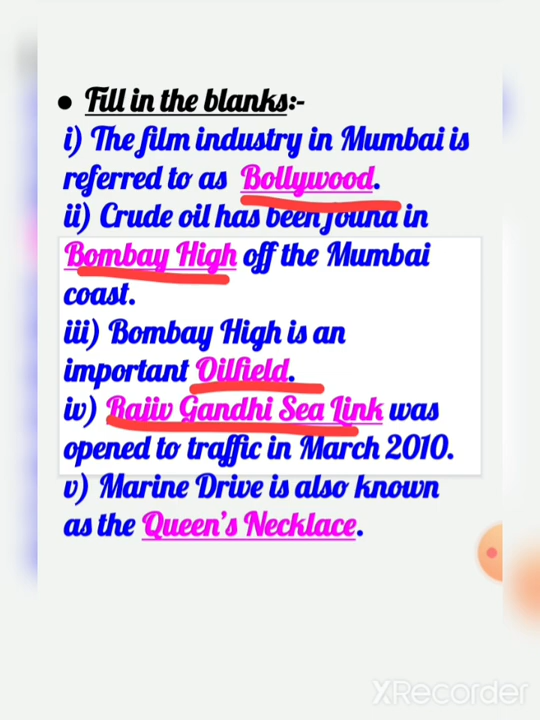 ● Fill in the blanks:-
i) The film industry in Mumbai is
referred to as Bollywood.
ii) Crude oil has been found in
Bombay High off the Mumbai
coast.
iii) Bombay High is an
important Oilfield.
iv) Rajiv Gandhi Sea Link was
opened to traffic in March 2010.
v) Marine Drive is also known
as the Queen's Necklace.
XRecorder